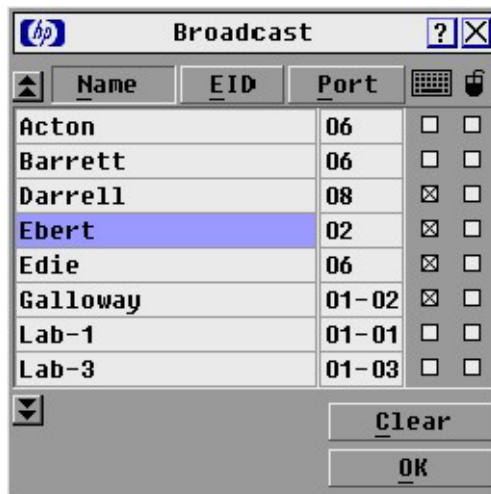 hp Broadcast ? X
Name EID Port
Acton 06
Barrett 06
Darrell 08
Ebert 02
Edie 06
Galloway 01-02
Lab-1 01-01
Lab-3 01-03
Clear
OK